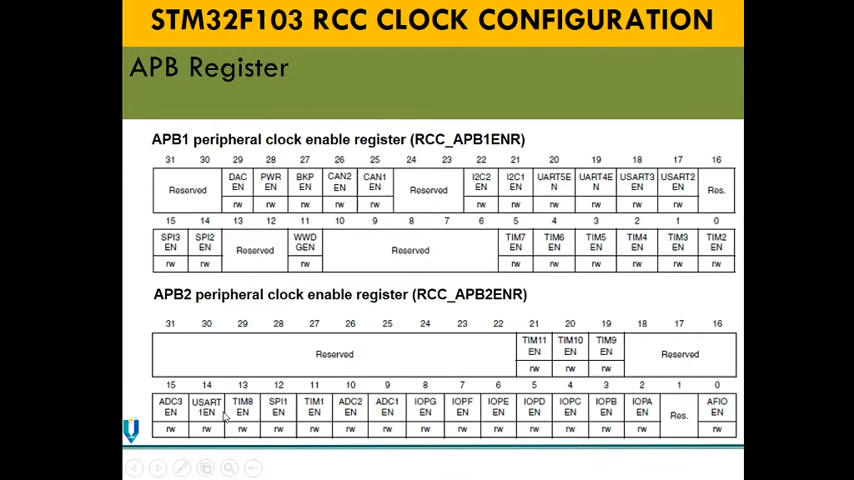 STM32F103 RCC CLOCK CONFIGURATION
APB Register
APB1 peripheral clock enable register (RCC_APB1ENR)
31 30 29 28 27 26 25 24 23 22 21 20 19 18 17 16
Reserved DAC EN PWR EN BKP EN CAN2 EN CAN1 EN Reserved I2C2 EN I2C1 EN UART5E N UART4E N USART3 EN USART2 EN Res.
rw rw rw rw rw rw rw rw rw rw rw
15 14 13 12 11 10 9 8 7 6 5 4 3 2 1 0
SPI3 EN SPI2 EN Reserved WWD GEN Reserved TIM7 EN TIM6 EN TIM5 EN TIM4 EN TIM3 EN TIM2 EN
rw rw rw rw rw rw rw rw rw
APB2 peripheral clock enable register (RCC_APB2ENR)
31 30 29 28 27 26 25 24 23 22 21 20 19 18 17 16
Reserved TIM11 EN TIM10 EN TIM9 EN Reserved
rw rw rw
15 14 13 12 11 10 9 8 7 6 5 4 3 2 1 0
ADC3 EN USART 1EN TIM8 EN SPI1 EN TIM1 EN ADC2 EN ADC1 EN IOPG EN IOPF EN IOPE EN IOPD EN IOPC EN IOPB EN IOPA EN Res. AFIO EN
rw rw rw rw rw rw rw rw rw rw rw rw rw rw rw